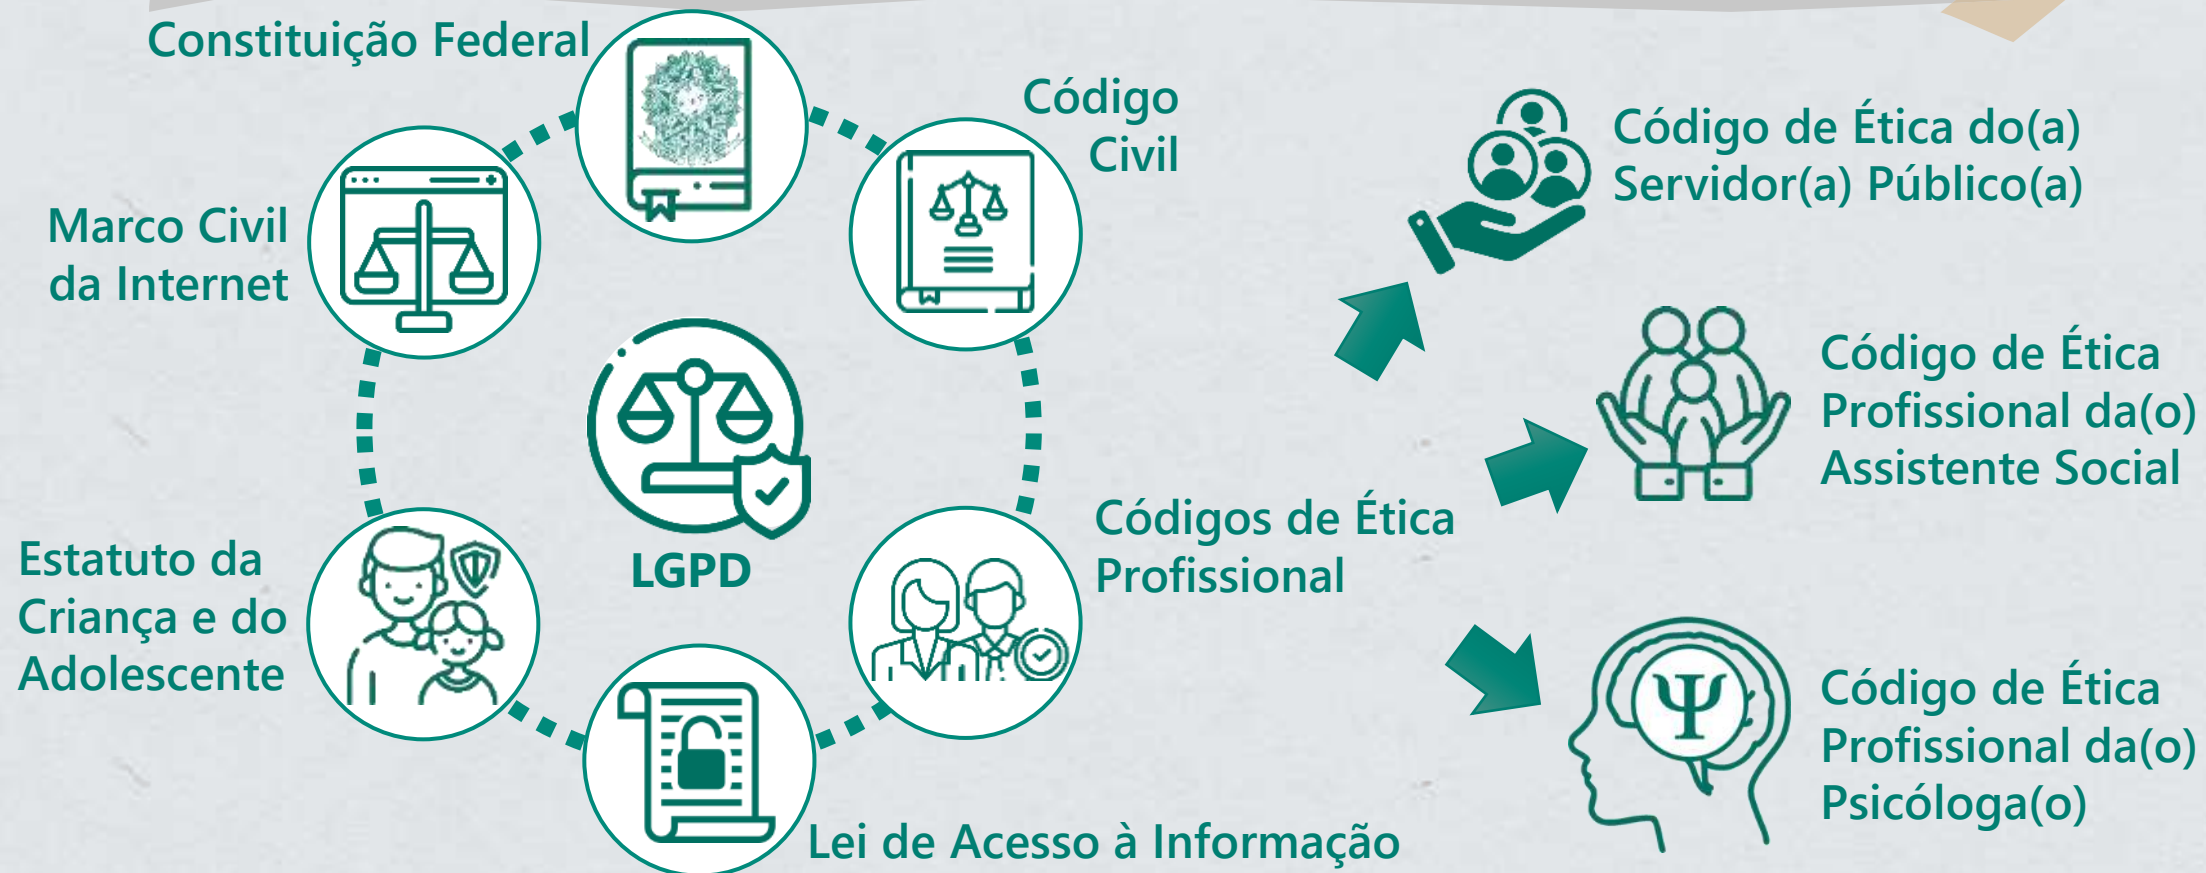 Constituição Federal
Código
Civil
Marco Civil
da Internet
LGPD
Estatuto da
Criança e do
Adolescente
Códigos de Ética
Profissional
Lei de Acesso à Informação
Código de Ética do(a)
Servidor(a) Público(a)
Código de Ética
Profissional da(o)
Assistente Social
Ψ
Código de Ética
Profissional da(o)
Psicóloga(o)